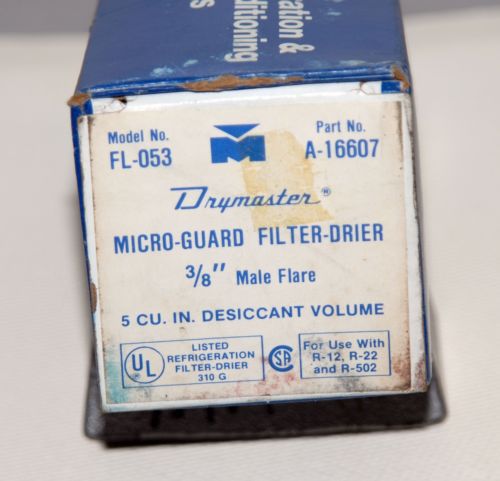 ration &
ditioning
s
Model No.
FL-053
M
Part No.
A-16607
Drymaster®
MICRO-GUARD FILTER-DRIER
3/8" Male Flare
5 CU. IN. DESICCANT VOLUME
UL
LISTED
REFRIGERATION
FILTER-DRIER
310 G
CSA
For Use With
R-12, R-22
and R-502